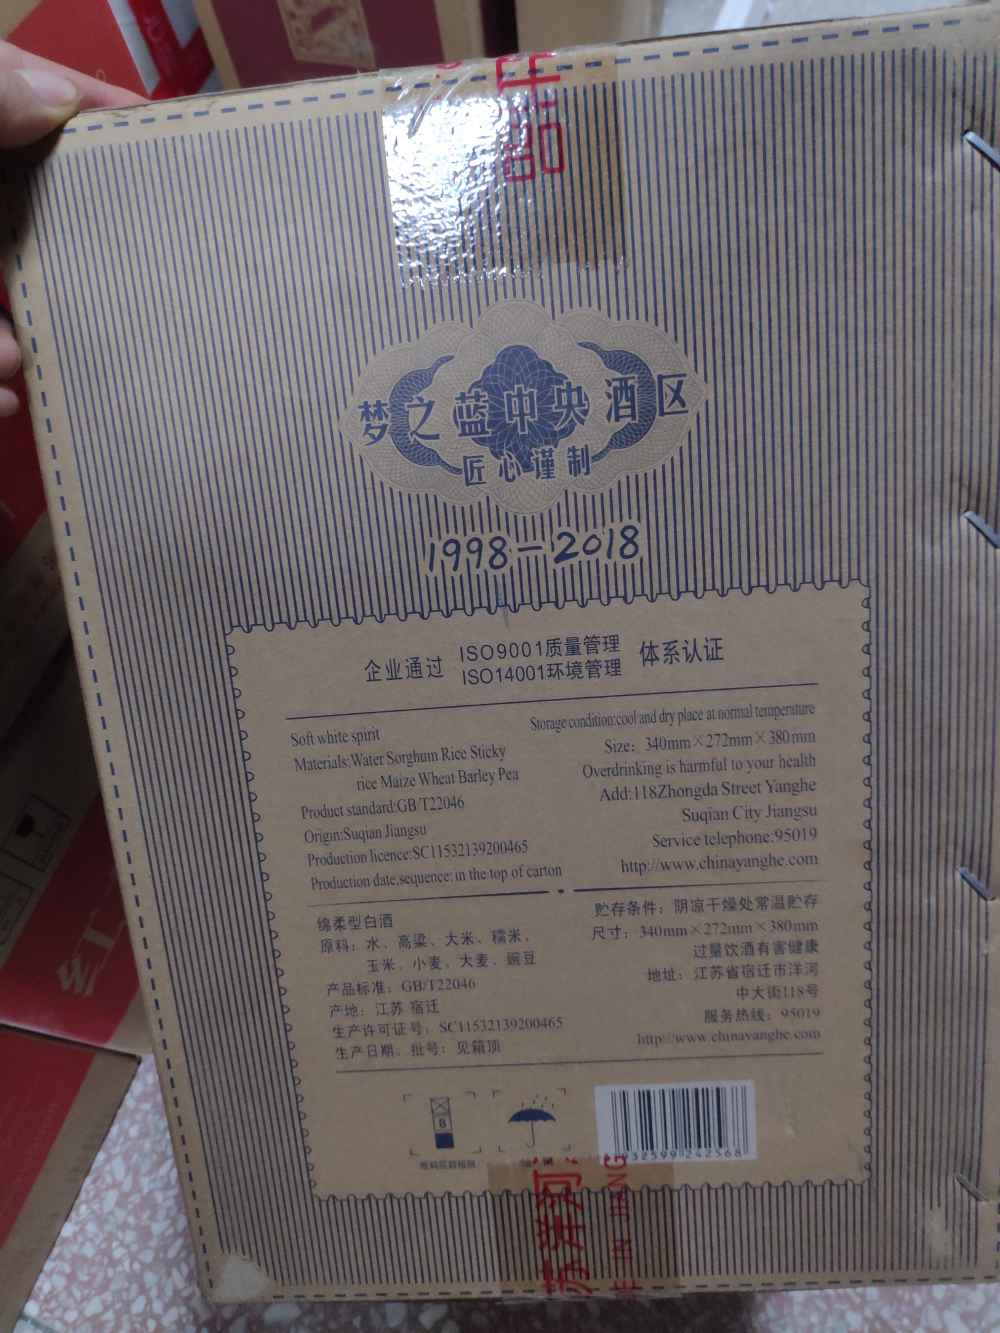 品
梦之蓝中央酒区
匠心谨制
1998-2018
企业通过 ISO9001质量管理 体系认证
ISO14001环境管理
Soft white spirit
Materials:Water Sorghum Rice Sticky
rice Maize Wheat Barley Pea
Product standard:GB/T22046
Origin:Suqian Jiangsu
Production licence:SC11532139200465
Production date,sequence: in the top of carton
Storage condition:cool and dry place at normal temperature
Size: 340mm×272mm×380mm
Overdrinking is harmful to your health
Add:118Zhongda Street Yanghe
Suqian City Jiangsu
Service telephone:95019
http://www.chinayanghe.com
绵柔型白酒
原料：水、高粱、大米、糯米、
玉米、小麦、大麦、豌豆
产品标准：GB/T22046
产地：江苏 宿迁
生产许可证号：SC11532139200465
生产日期、批号：见箱顶
贮存条件：阴凉干燥处常温贮存
尺寸：340mm×272mm×380mm
过量饮酒有害健康
地址：江苏省宿迁市洋河
中大街118号
服务热线：95019
http://www.chinayanghe.com
8
苏洋河
JIANG